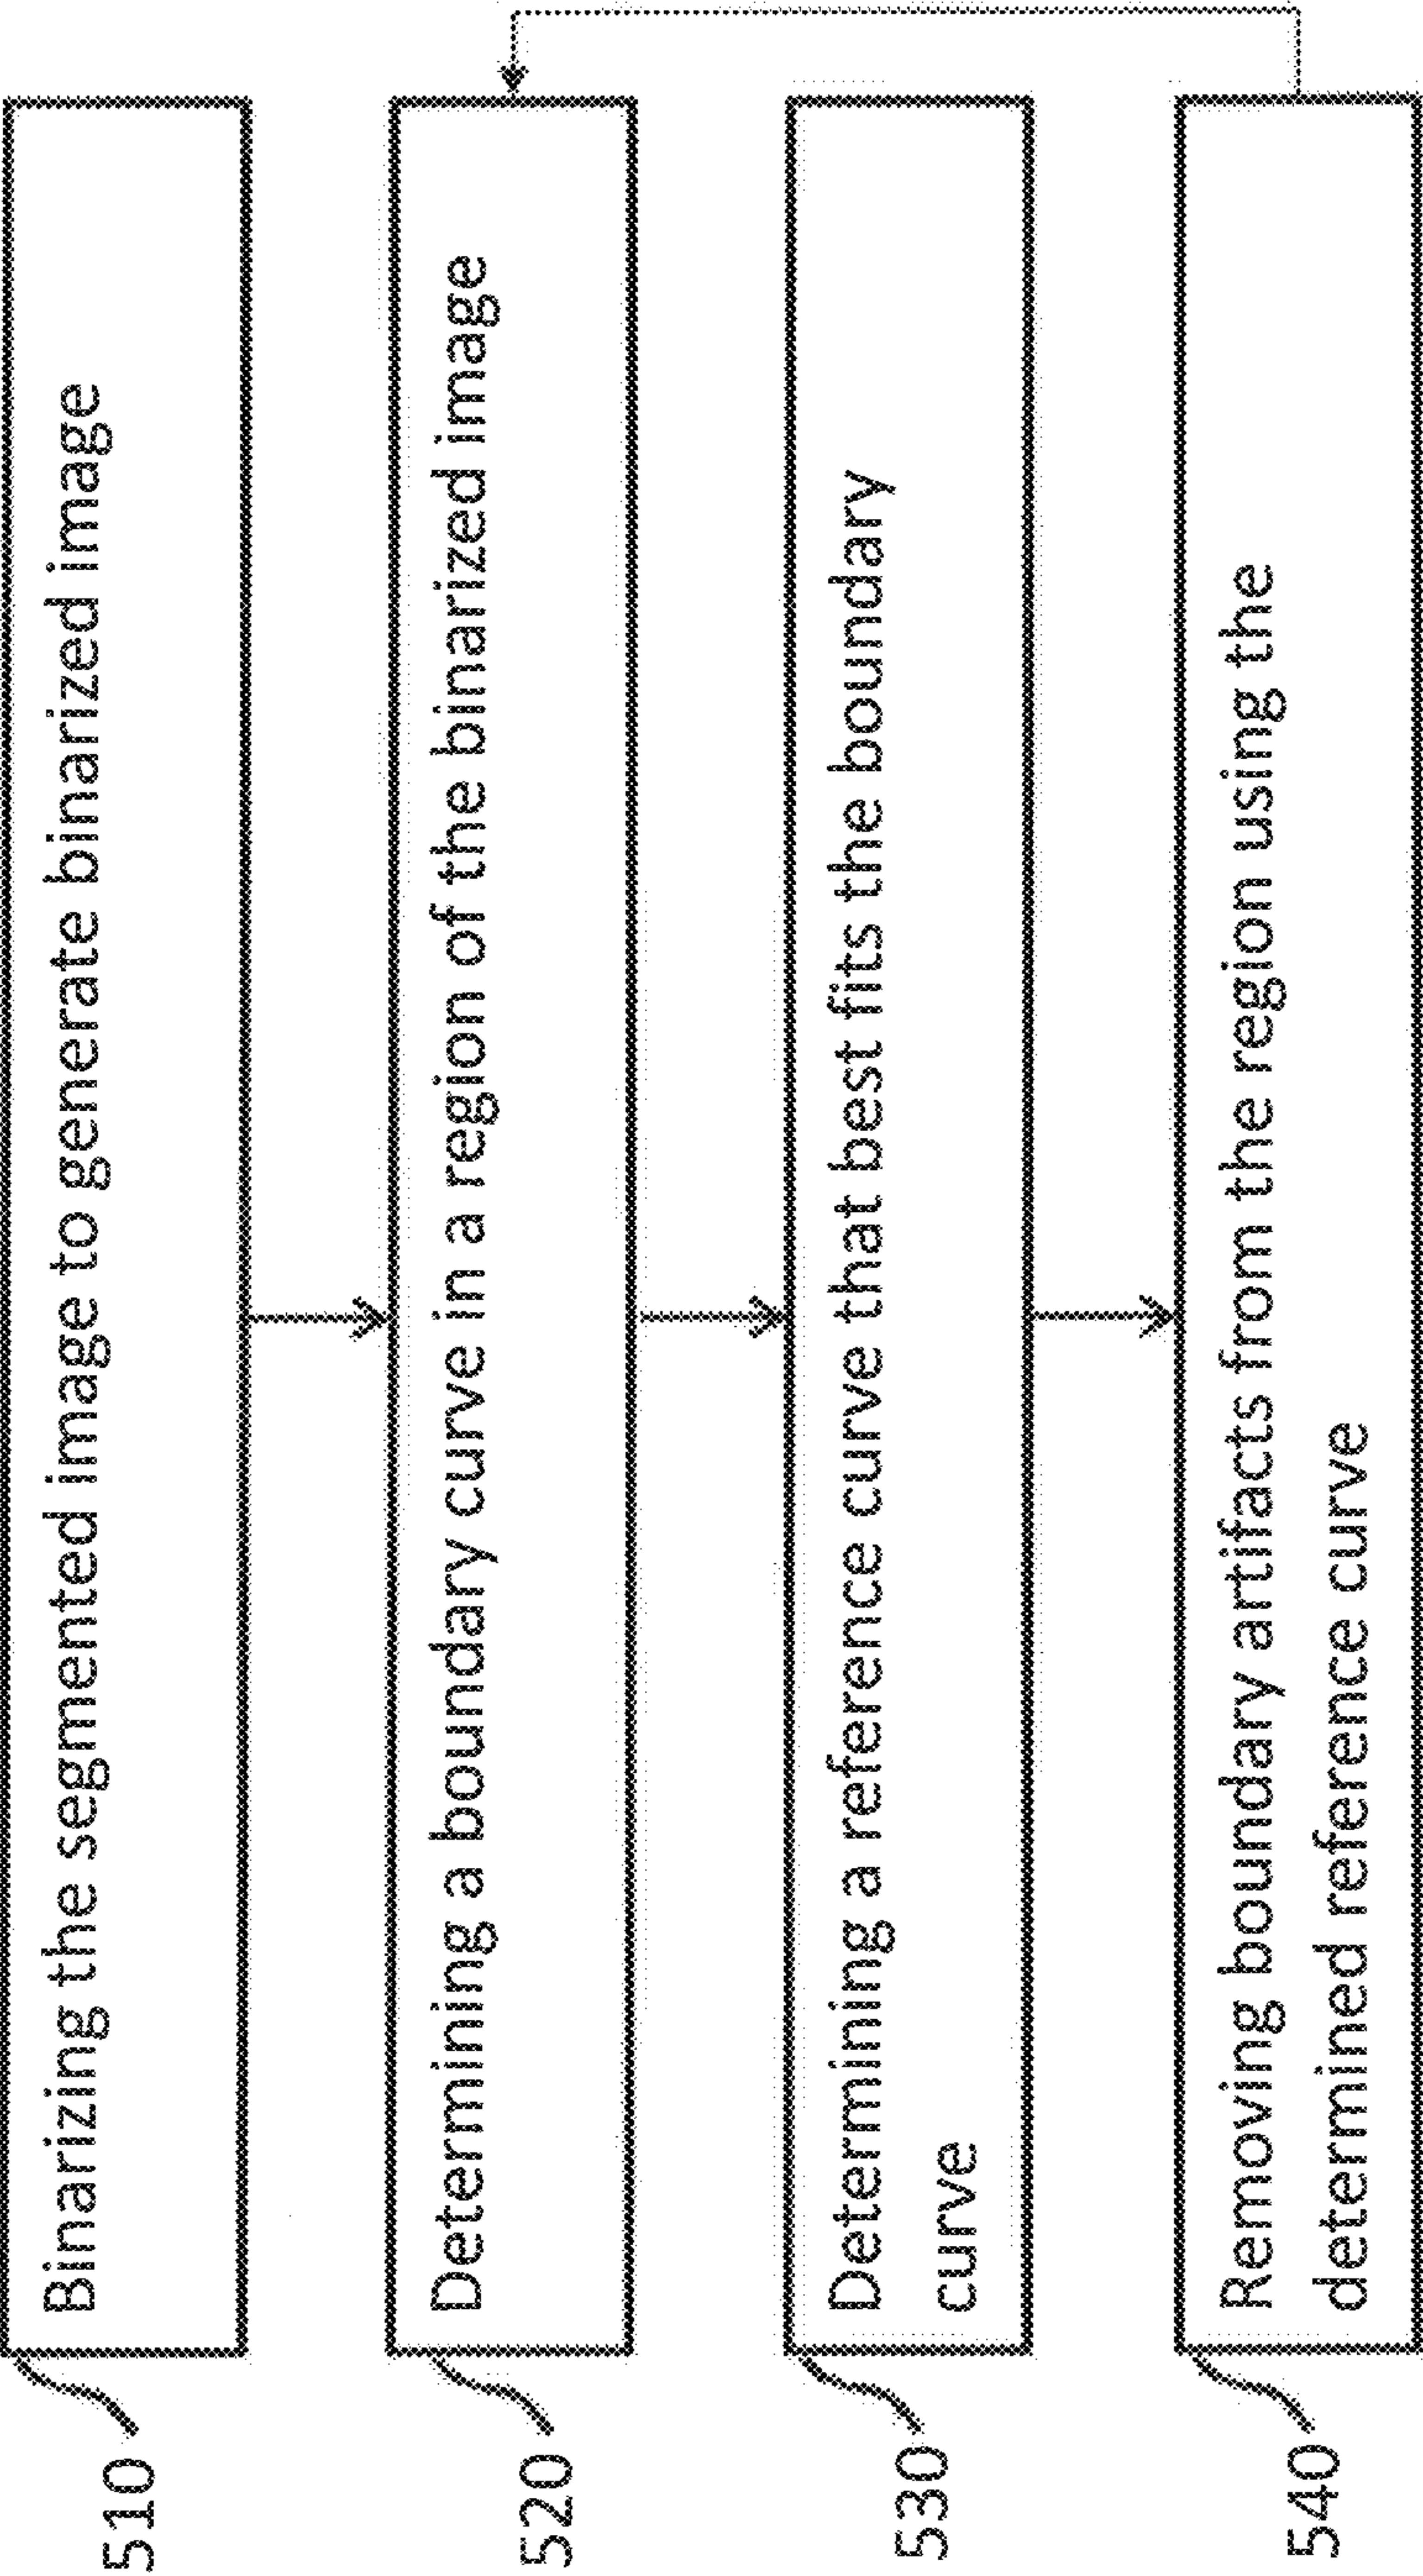 510
Binarizing the segmented image to generate binarized image
520
Determining a boundary curve in a region of the binarized image
530
Determining a reference curve that best fits the boundary
curve
540
Removing boundary artifacts from the region using the
determined reference curve